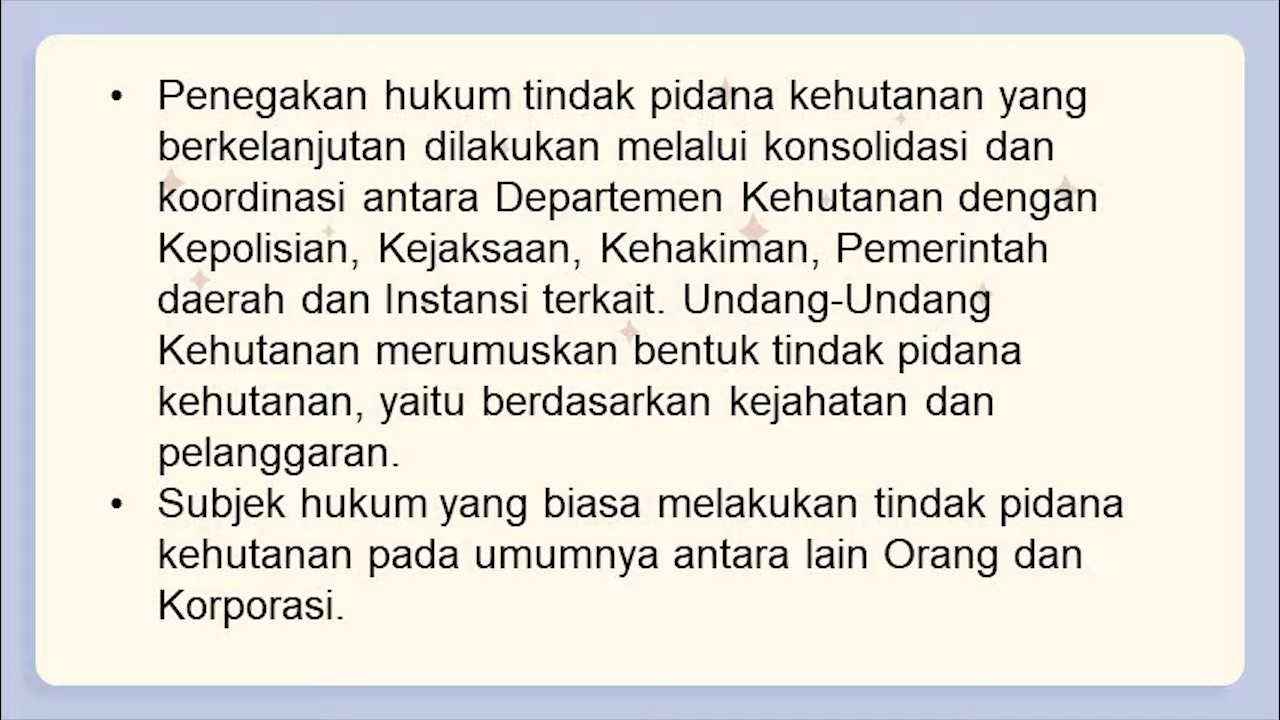 • Penegakan hukum tindak pidana kehutanan yang
berkelanjutan dilakukan melalui konsolidasi dan
koordinasi antara Departemen Kehutanan dengan
Kepolisian, Kejaksaan, Kehakiman, Pemerintah
daerah dan Instansi terkait. Undang-Undang
Kehutanan merumuskan bentuk tindak pidana
kehutanan, yaitu berdasarkan kejahatan dan
pelanggaran.
• Subjek hukum yang biasa melakukan tindak pidana
kehutanan pada umumnya antara lain Orang dan
Korporasi.